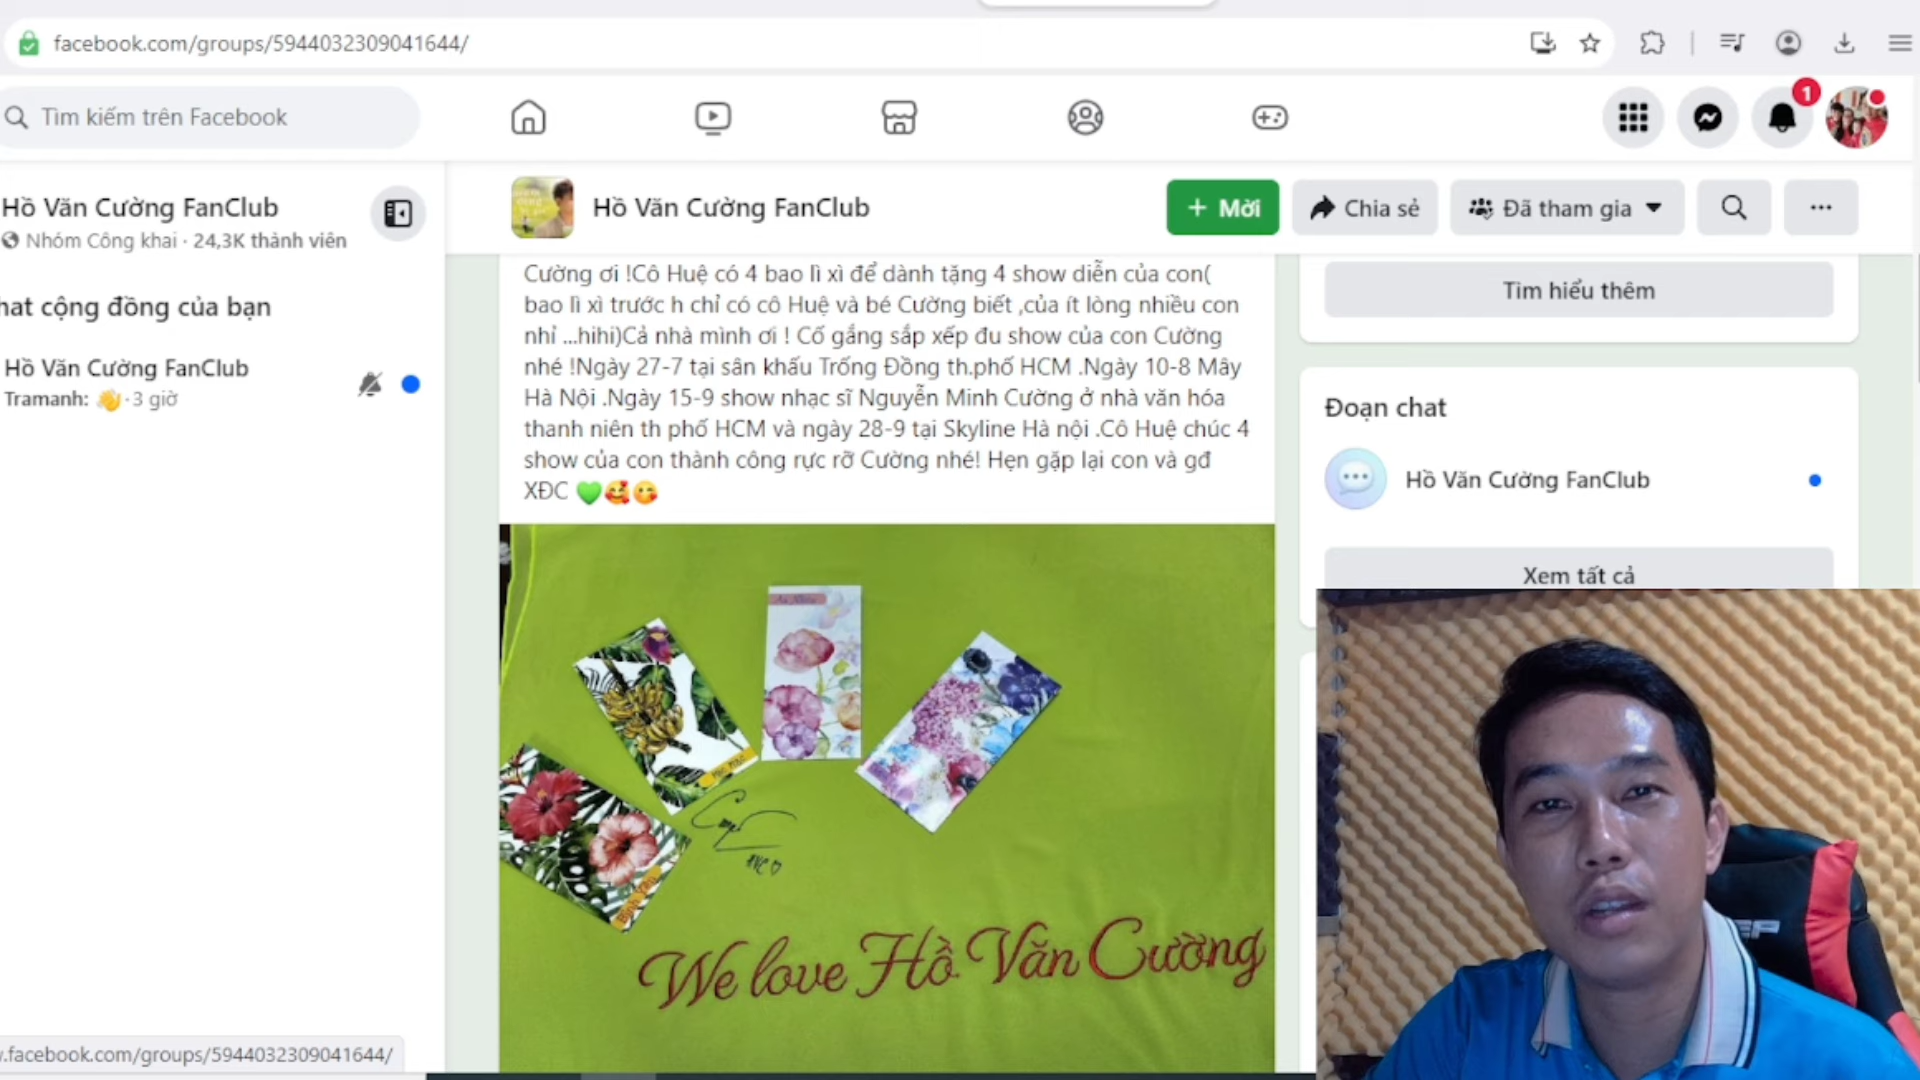 facebook.com/groups/5944032309041644/
Tìm kiếm trên Facebook
1
Hồ Văn Cường FanClub
Nhóm Công khai · 24,3K thành viên
hat cộng đồng của bạn
Hồ Văn Cường FanClub
Tramanh: 👋 · 3 giờ
Hồ Văn Cường FanClub
+ Mời
Chia sẻ
Đã tham gia
Cường ơi !Cô Huệ có 4 bao lì xì để dành tặng 4 show diễn của con(
bao lì xì trước h chỉ có cô Huệ và bé Cường biết ,của ít lòng nhiều con
nhỉ ...hihi)Cả nhà mình ơi ! Cố gắng sắp xếp đu show của con Cường
nhé !Ngày 27-7 tại sân khấu Trống Đồng th.phố HCM .Ngày 10-8 Mây
Hà Nội .Ngày 15-9 show nhạc sĩ Nguyễn Minh Cường ở nhà văn hóa
thanh niên th phố HCM và ngày 28-9 tại Skyline Hà nội .Cô Huệ chúc 4
show của con thành công rực rỡ Cường nhé! Hẹn gặp lại con và gđ
XĐC 💚🥰😋
We love Hồ Văn Cường
Tìm hiểu thêm
Đoạn chat
Hồ Văn Cường FanClub
Xem tất cả
.facebook.com/groups/5944032309041644/